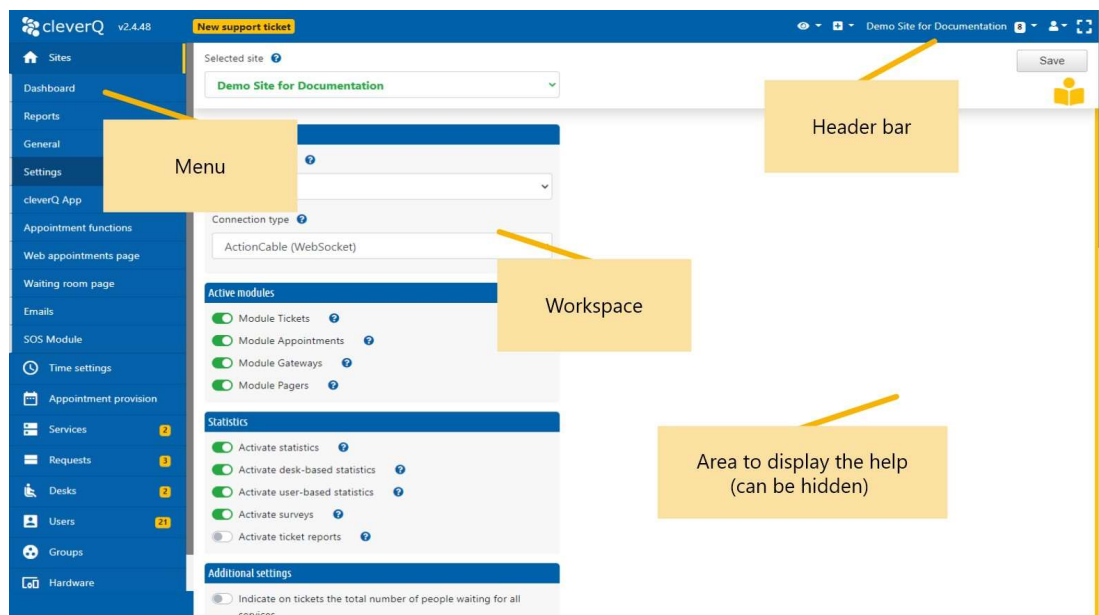 cleverQ v2.4.48 New support ticket Demo Site for Documentation 8
Sites
Dashboard
Reports
General
Settings
cleverQ App
Appointment functions
Web appointments page
Waiting room page
Emails
SOS Module
Time settings
Appointment provision
Services 2
Requests 3
Desks 2
Users 21
Groups
Hardware
Selected site
Demo Site for Documentation
Save
Connection type
ActionCable (WebSocket)
Active modules
Module Tickets
Module Appointments
Module Gateways
Module Pagers
Statistics
Activate statistics
Activate desk-based statistics
Activate user-based statistics
Activate surveys
Activate ticket reports
Additional settings
Indicate on tickets the total number of people waiting for all
services
Menu
Header bar
Workspace
Area to display the help
(can be hidden)